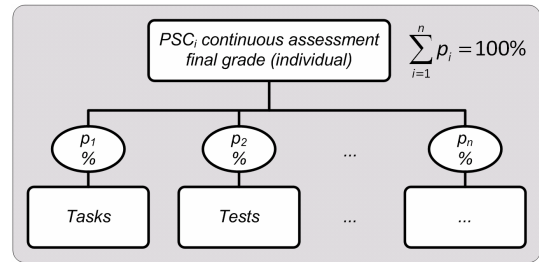 PSCi continuous assessment
final grade (individual)
n
∑ pi = 100%
i=1
p1
%
p2
%
...
pn
%
Tasks
Tests
...
...